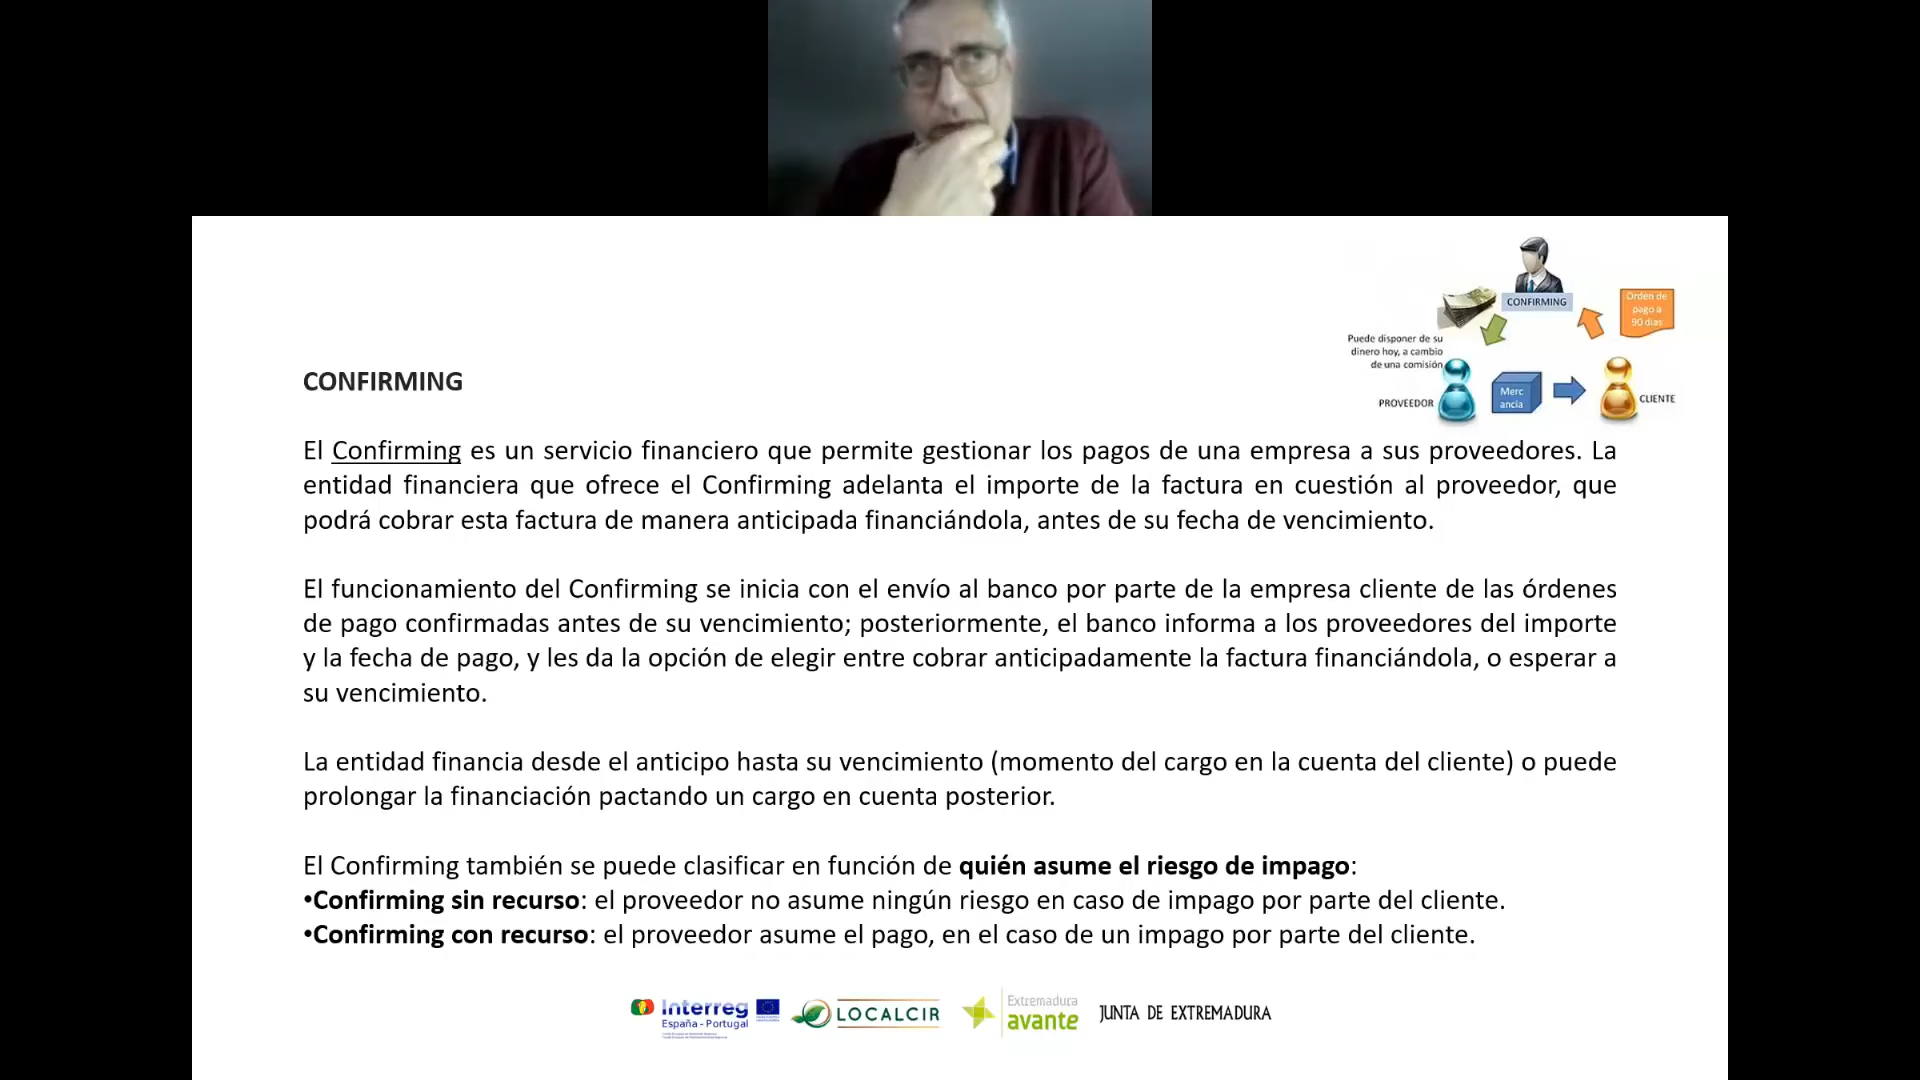 CONFIRMING
Orden de
pago a
90 días
Puede disponer de su
dinero hoy, a cambio
de una comisión
PROVEEDOR
Merc
ancia
CLIENTE
CONFIRMING
El Confirming es un servicio financiero que permite gestionar los pagos de una empresa a sus proveedores. La
entidad financiera que ofrece el Confirming adelanta el importe de la factura en cuestión al proveedor, que
podrá cobrar esta factura de manera anticipada financiándola, antes de su fecha de vencimiento.
El funcionamiento del Confirming se inicia con el envío al banco por parte de la empresa cliente de las órdenes
de pago confirmadas antes de su vencimiento; posteriormente, el banco informa a los proveedores del importe
y la fecha de pago, y les da la opción de elegir entre cobrar anticipadamente la factura financiándola, o esperar a
su vencimiento.
La entidad financia desde el anticipo hasta su vencimiento (momento del cargo en la cuenta del cliente) o puede
prolongar la financiación pactando un cargo en cuenta posterior.
El Confirming también se puede clasificar en función de quién asume el riesgo de impago:
•Confirming sin recurso: el proveedor no asume ningún riesgo en caso de impago por parte del cliente.
•Confirming con recurso: el proveedor asume el pago, en el caso de un impago por parte del cliente.
Interreg
España - Portugal
LOCALCIR
Extremadura
avante
JUNTA DE EXTREMADURA